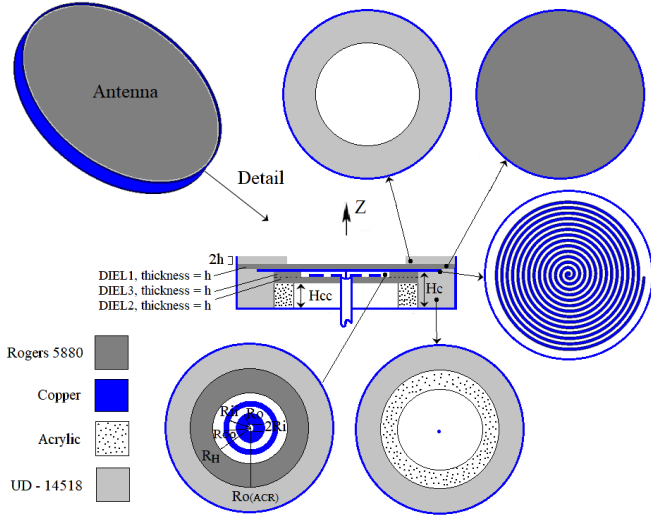 Antenna
Detail
Z
2h
DIEL1, thickness = h
DIEL3, thickness = h
DIEL2, thickness = h
Hcc
Hc
Rogers 5880
Copper
Acrylic
UD - 14518
Ro
2Ri
RH
Ro(ACR)